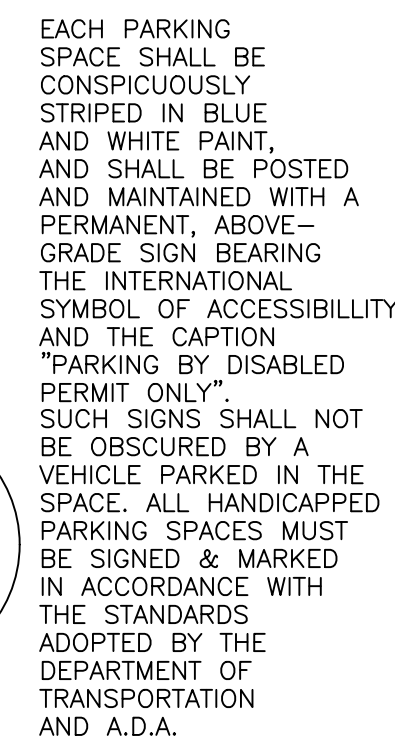 EACH PARKING
SPACE SHALL BE
CONSPICUOUSLY
STRIPED IN BLUE
AND WHITE PAINT,
AND SHALL BE POSTED
AND MAINTAINED WITH A
PERMANENT, ABOVE-
GRADE SIGN BEARING
THE INTERNATIONAL
SYMBOL OF ACCESSIBILLITY
AND THE CAPTION
"PARKING BY DISABLED
PERMIT ONLY".
SUCH SIGNS SHALL NOT
BE OBSCURED BY A
VEHICLE PARKED IN THE
SPACE. ALL HANDICAPPED
PARKING SPACES MUST
BE SIGNED & MARKED
IN ACCORDANCE WITH
THE STANDARDS
ADOPTED BY THE
DEPARTMENT OF
TRANSPORTATION
AND A.D.A.